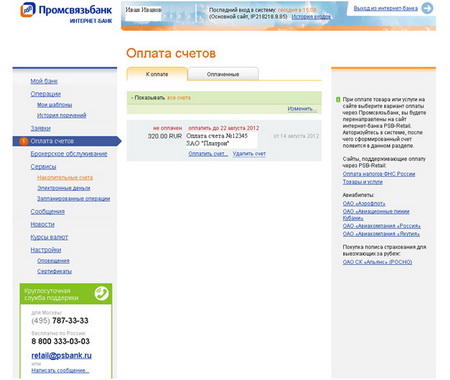 Промсвязьбанк
ИНТЕРНЕТ-БАНК
Иван Иванов
Последний вход в систему: сегодня в 15:08
(Основной сайт, IP218218.8.85) История входов
Выход из интернет-банка
Оплата счетов
К оплате
Оплаченные
Показывать все счета
Изменить...
не оплачен
оплатить до 22 августа 2012
320.00 RUR
Оплата счета №12345
от 14 августа 2012
ЗАО "Платрон"
Оплатить счет...
Удалить счет
Мой банк
Операции
Мои шаблоны
История поручений
Заявки
Оплата счетов
Брокерское обслуживание
Сервисы
Накопительные счета
Электронные деньги
Запланированные операции
Сообщения
Новости
Курсы валют
Настройки
Оповещения
Сертификаты
Круглосуточная
служба поддержки
для Москвы:
(495) 787-33-33
бесплатно по России:
8 800 333-03-03
retail@psbank.ru
или
Написать сообщение...
При оплате товара или услуги на
сайте выберите вариант оплаты
через Промсвязьбанк, вы будете
перенаправлены на сайт
интернет-банка PSB-Retail.
Авторизуйтесь в системе, после
чего сформированный счет
появится в данном разделе.
Сайты, поддерживающие оплату
через PSB-Retail:
Оплата налогов ФНС России
Товары и услуги
Авиабилеты:
ОАО «Аэрофлот»
ОАО «Авиационные линии
Кубани»
ОАО «Авиакомпания «Россия»
ОАО «Авиакомпания «Якутия»
Покупка полиса страхования для
выезжающих за рубеж:
ОАО СК «Альянс» (РОСНО)